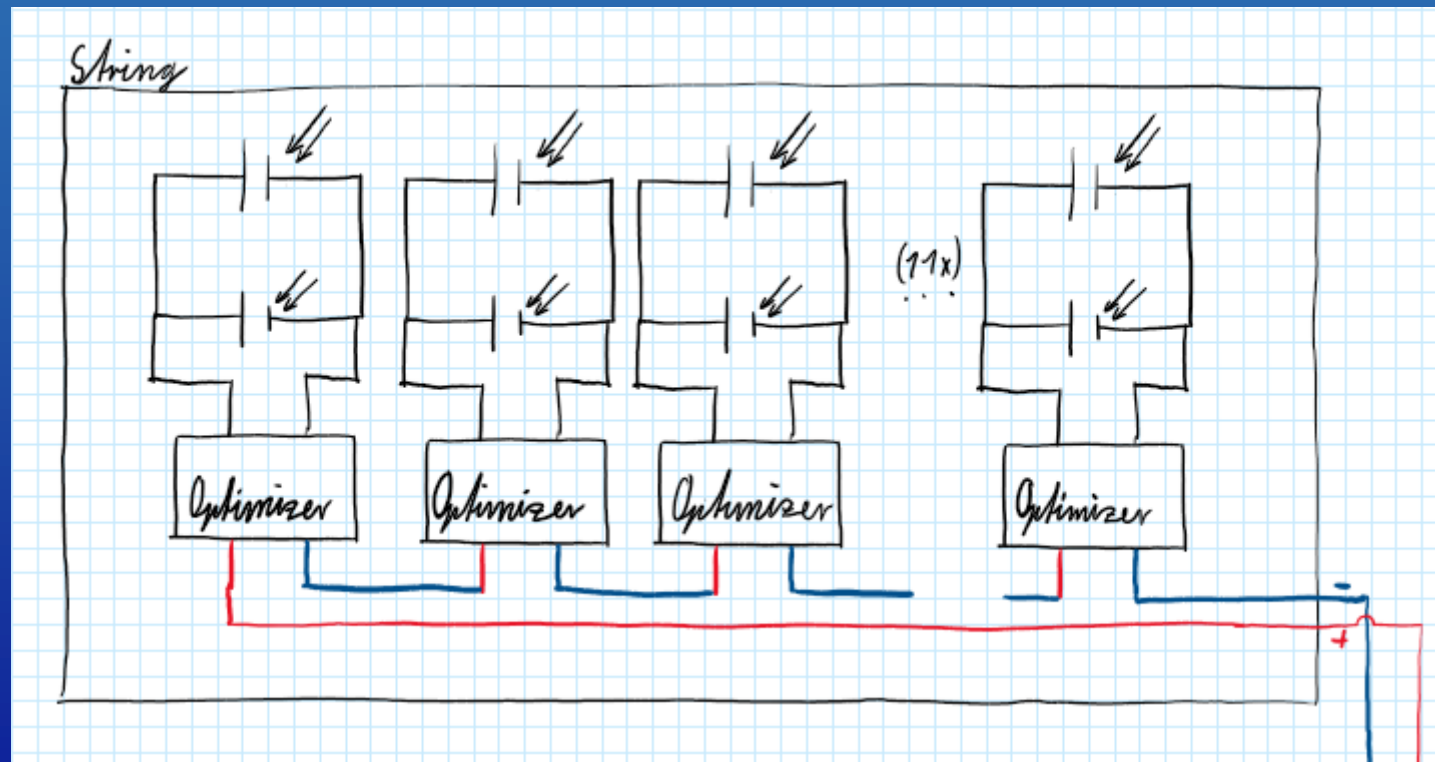 String
(11x)
...
Optimizer Optimizer Optimizer Optimizer
-
+